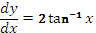 dy/dx = 2 tan⁻¹ x